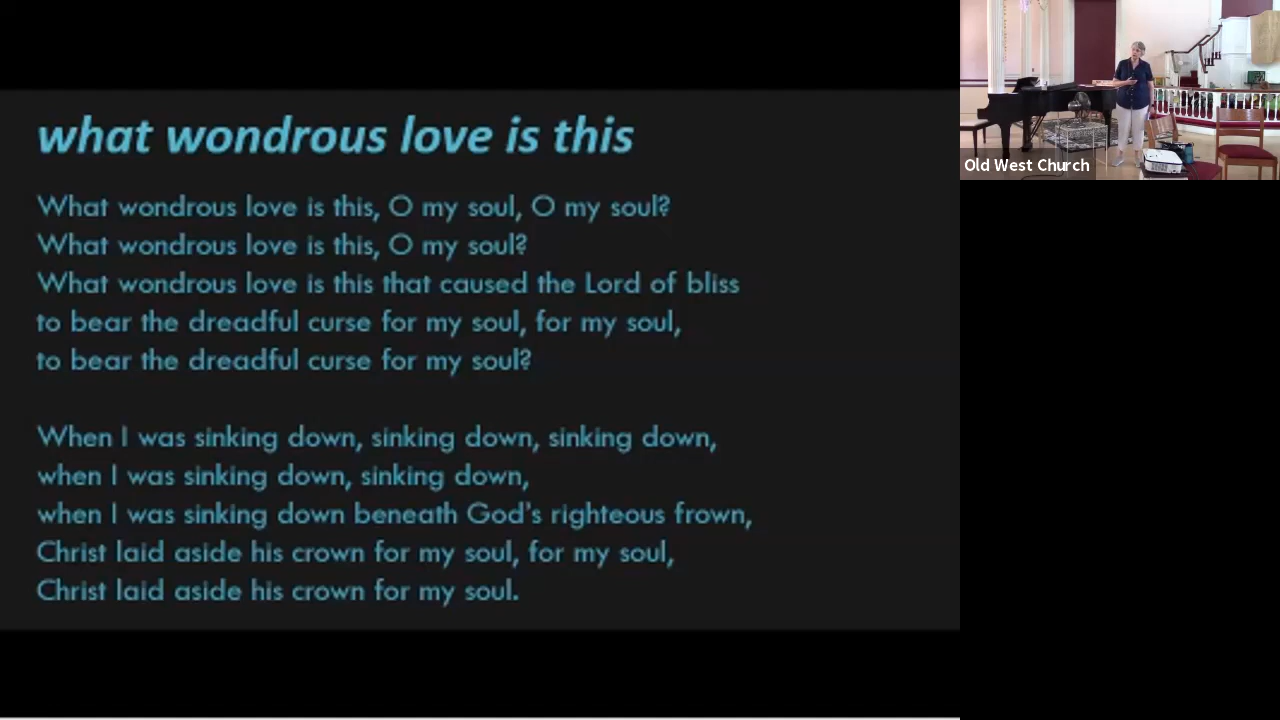 what wondrous love is this
What wondrous love is this, O my soul, O my soul?
What wondrous love is this, O my soul?
What wondrous love is this that caused the Lord of bliss
to bear the dreadful curse for my soul, for my soul,
to bear the dreadful curse for my soul?
When I was sinking down, sinking down, sinking down,
when I was sinking down, sinking down,
when I was sinking down beneath God's righteous frown,
Christ laid aside his crown for my soul, for my soul,
Christ laid aside his crown for my soul.
Old West Church